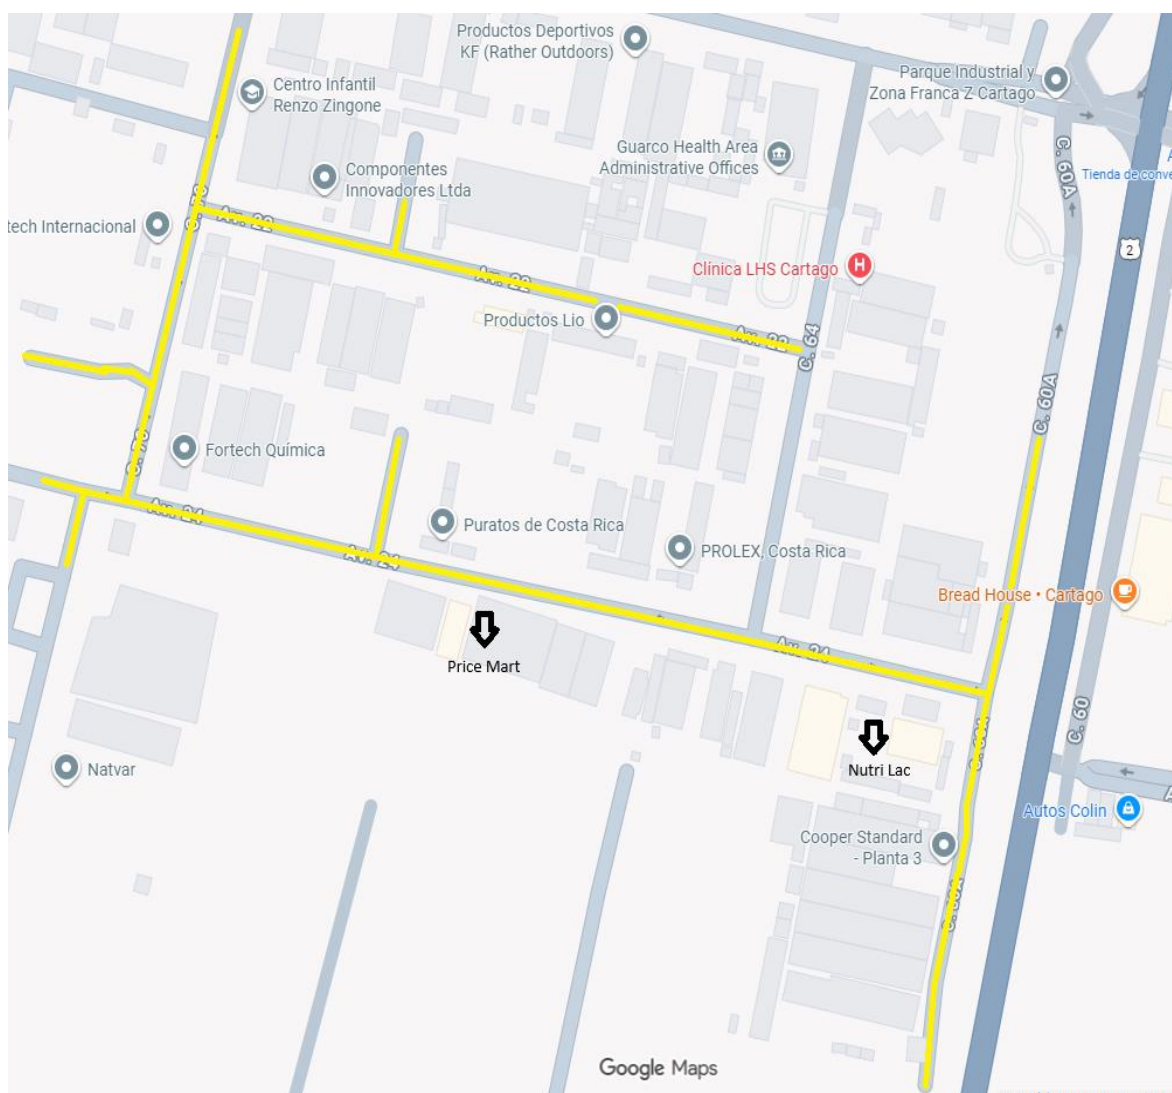 Productos Deportivos
KF (Rather Outdoors)
Parque Industrial y
Zona Franca Z Cartago
Centro Infantil
Renzo Zingone
Guarco Health Area
Administrative Offices
C. 60A
Componentes
Innovadores Ltda
Tienda de conve
Av. 22
tech Internacional
2
Clínica LHS Cartago
H
Av. 22
Productos Lio
Av. 22
C. 64
C. 60A
Fortech Química
Av. 24
Puratos de Costa Rica
Av. 24
PROLEX, Costa Rica
Bread House • Cartago
Av. 24
Price Mart
C. 60
C. 60A
Nutri Lac
Natvar
Autos Colin
Cooper Standard
- Planta 3
C. 60A
Google Maps